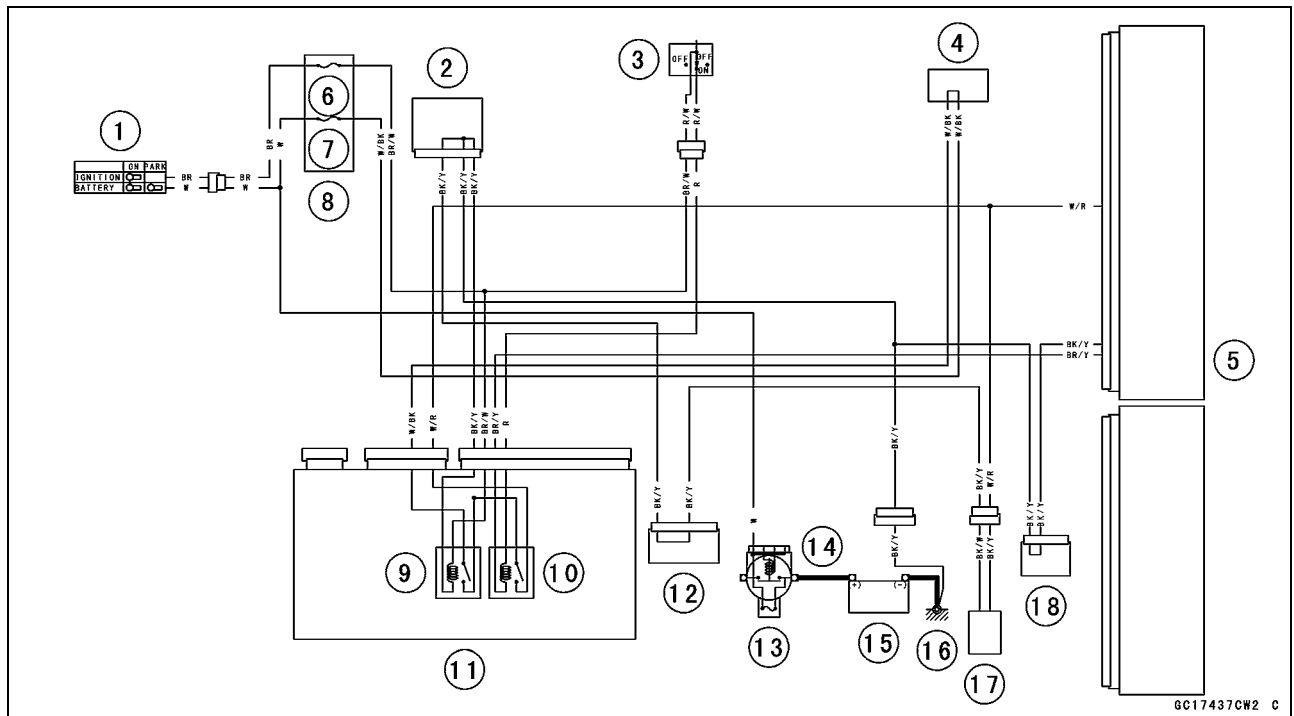 1
ON PARK
IGNITION
BATTERY
BR
W
BR
W
BR
W
6
7
8
W/BK
BR/W
2
BK/Y
BK/Y
BK/Y
3
OFF
OFF
ON
R/W
R/W
BR/W
R
4
W/BK
W/BK
W/R
BK/Y
BR/Y
5
W/BK
W/R
BK/Y
BR/W
BR/Y
R
9
10
11
BK/Y
BK/Y
12
W
14
13
(+)
(-)
15
BK/Y
BK/Y
16
BK/Y
W/R
BK/W
BK/Y
17
BK/Y
BK/Y
18
GC17437CW2 C